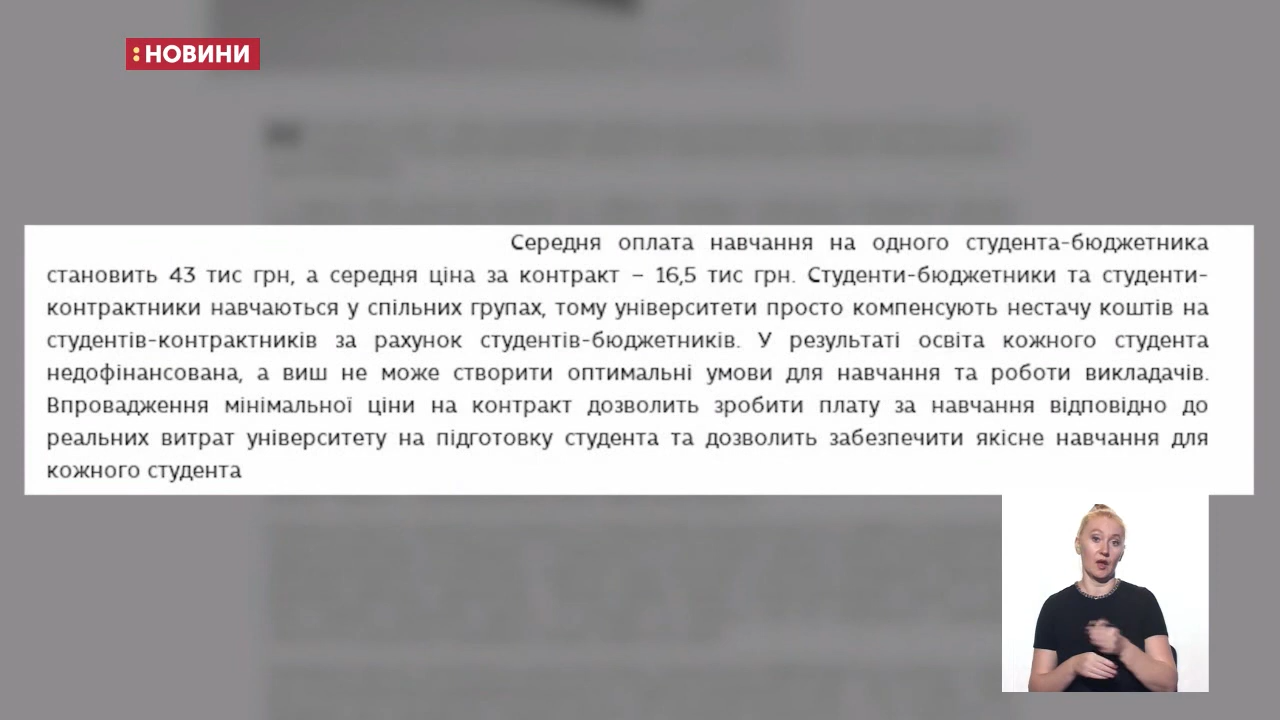 :НОВИНИ
Середня оплата навчання на одного студента-бюджетника
становить 43 тис грн, а середня ціна за контракт – 16,5 тис грн. Студенти-бюджетники та студенти-
контрактники навчаються у спільних групах, тому університети просто компенсують нестачу коштів на
студентів-контрактників за рахунок студентів-бюджетників. У результаті освіта кожного студента
недофінансована, а виш не може створити оптимальні умови для навчання та роботи викладачів.
Впровадження мінімальної ціни на контракт дозволить зробити плату за навчання відповідно до
реальних витрат університету на підготовку студента та дозволить забезпечити якісне навчання для
кожного студента